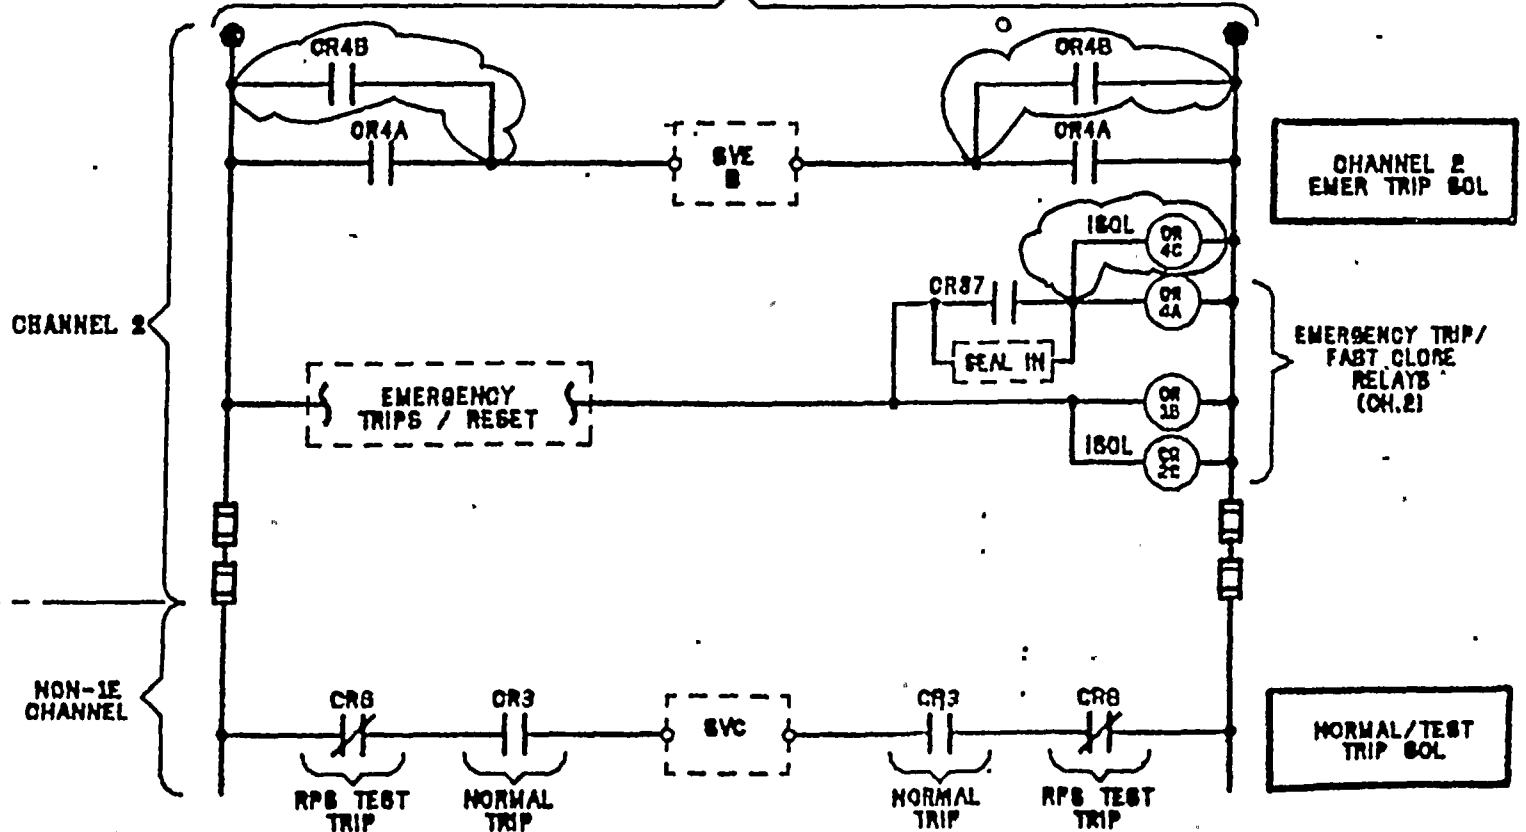 CR4B
CR4B
CR4A
CR4A
SVE
B
CHANNEL 2
EMER TRIP SOL
ISOL
CR
4C
CR37
CR
4A
CHANNEL 2
SEAL IN
EMERGENCY TRIP/
FAST CLOSE
RELAYS
(CH.2)
EMERGENCY
TRIPS / RESET
CR
1B
ISOL
CR
2C
NON-1E
CHANNEL
CR8
CR3
SVC
CR3
CR8
NORMAL/TEST
TRIP SOL
RPS TEST
TRIP
NORMAL
TRIP
NORMAL
TRIP
RPS TEST
TRIP